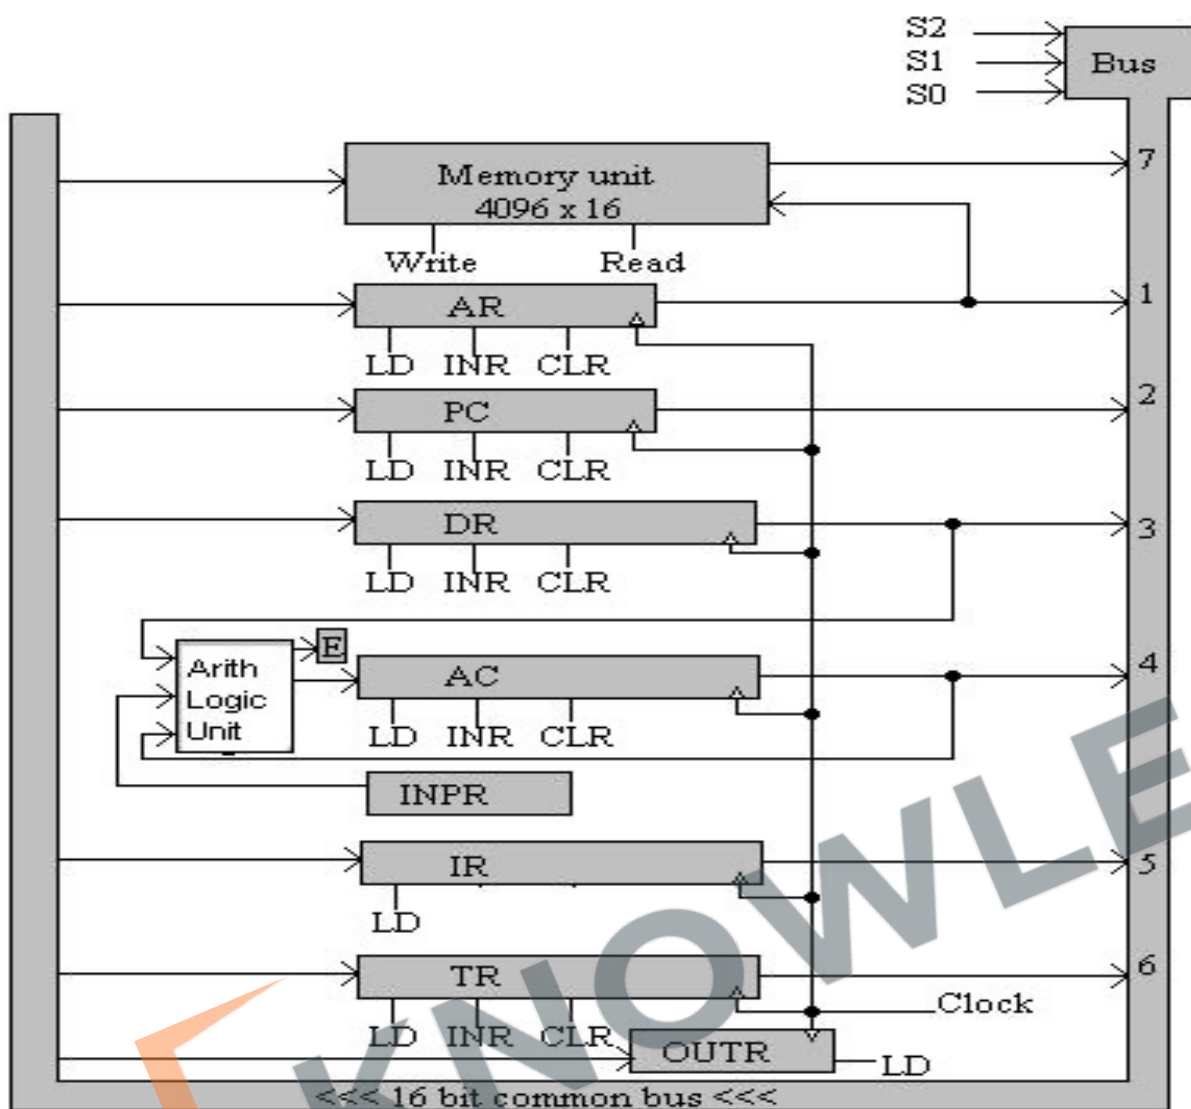 S2
S1
S0
Bus
Memory unit
4096 x 16
7
Write Read
AR
1
LD INR CLR
PC
2
LD INR CLR
DR
3
LD INR CLR
Arith
Logic
Unit
E
AC
4
LD INR CLR
INPR
IR
5
LD
TR
6
Clock
LD INR CLR
OUTR
LD
<<< 16 bit common bus <<<
KNOWLE